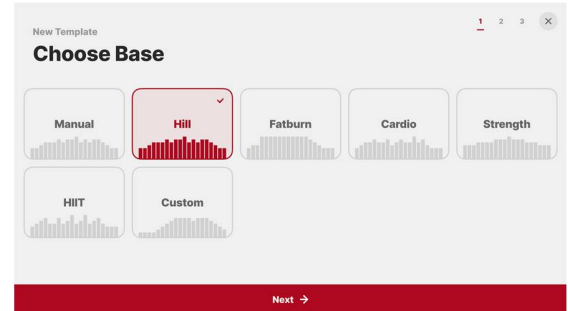 New Template
1 2 3
Choose Base
Manual
Hill
Fatburn
Cardio
Strength
HIIT
Custom
Next